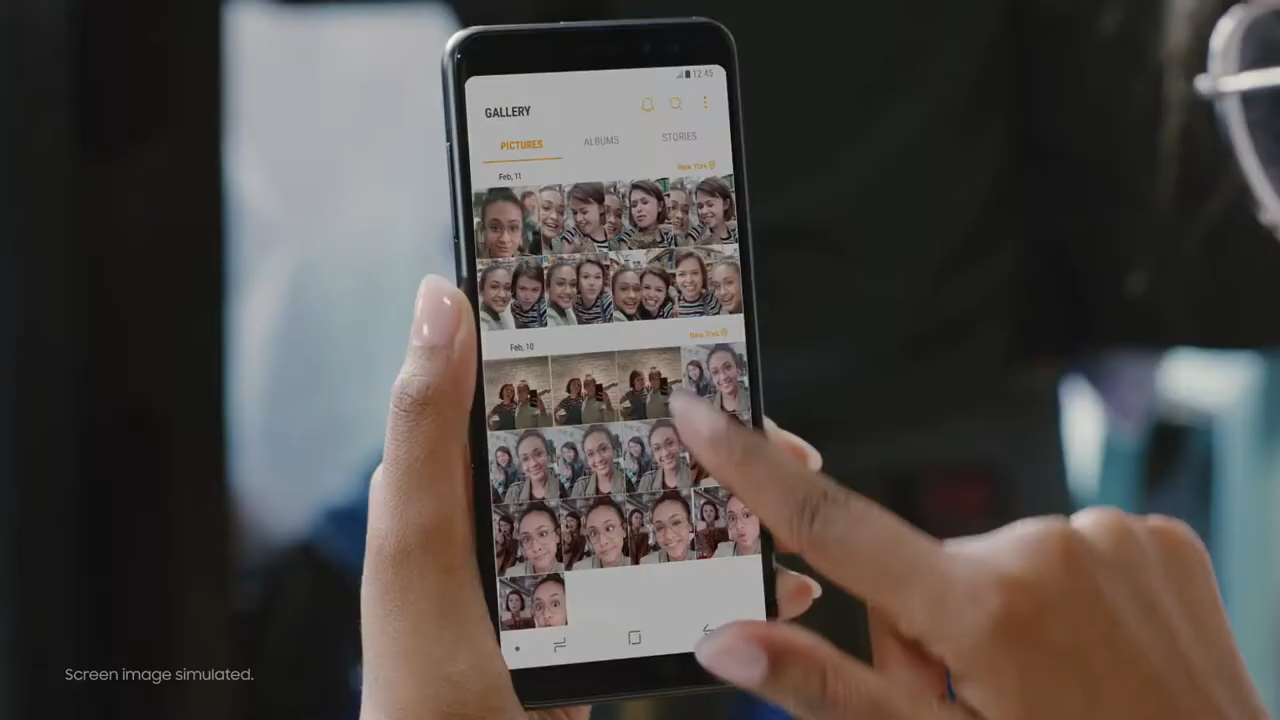 12:45
GALLERY
PICTURES ALBUMS STORIES
New York
Feb, 11
New York
Feb, 10
Screen image simulated.